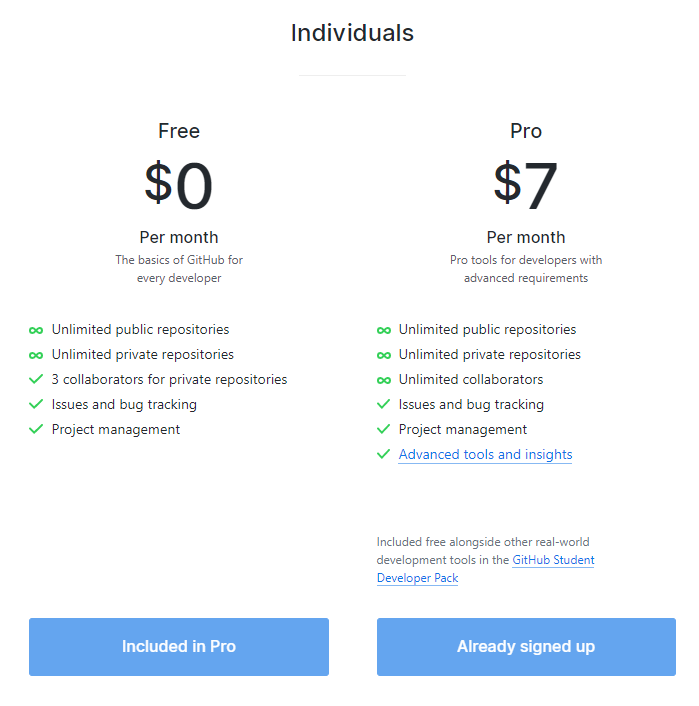 Individuals
Free
$0
Per month
The basics of GitHub for
every developer
Unlimited public repositories
Unlimited private repositories
3 collaborators for private repositories
Issues and bug tracking
Project management
Included in Pro
Pro
$7
Per month
Pro tools for developers with
advanced requirements
Unlimited public repositories
Unlimited private repositories
Unlimited collaborators
Issues and bug tracking
Project management
Advanced tools and insights
Included free alongside other real-world
development tools in the GitHub Student
Developer Pack
Already signed up